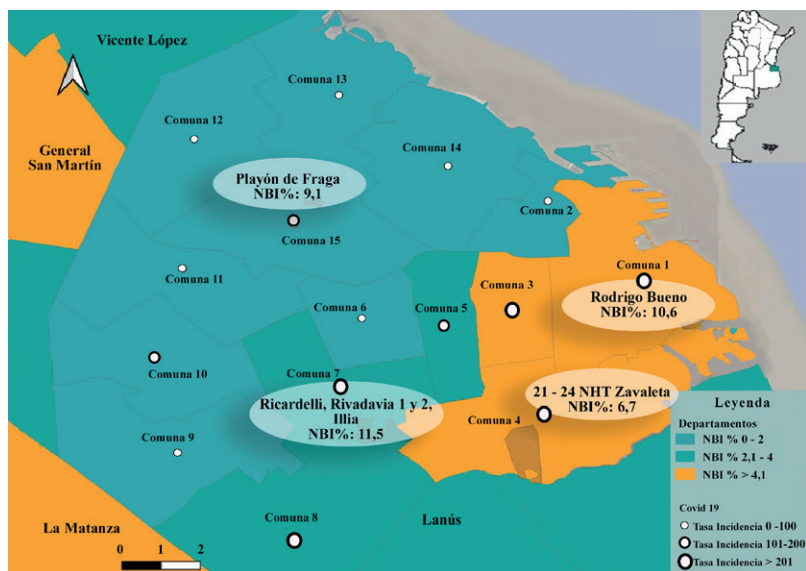 Vicente López
Comuna 13
Comuna 12
General
San Martín
Comuna 14
Playón de Fraga
NBI%: 9,1
Comuna 2
Comuna 15
Comuna 11
Comuna 1
Comuna 3
Rodrigo Bueno
NBI%: 10,6
Comuna 6
Comuna 5
Comuna 10
Comuna 7
Ricardelli, Rivadavia 1 y 2,
Illia
NBI%: 11,5
21 - 24 NHT Zavaleta
NBI%: 6,7
Comuna 4
Comuna 9
Leyenda
Departamentos
NBI % 0 - 2
NBI % 2,1 - 4
NBI % > 4,1
Covid 19
Tasa Incidencia 0 -100
Tasa Incidencia 101-200
Tasa Incidencia > 201
Comuna 8
Lanús
La Matanza
0 1 2